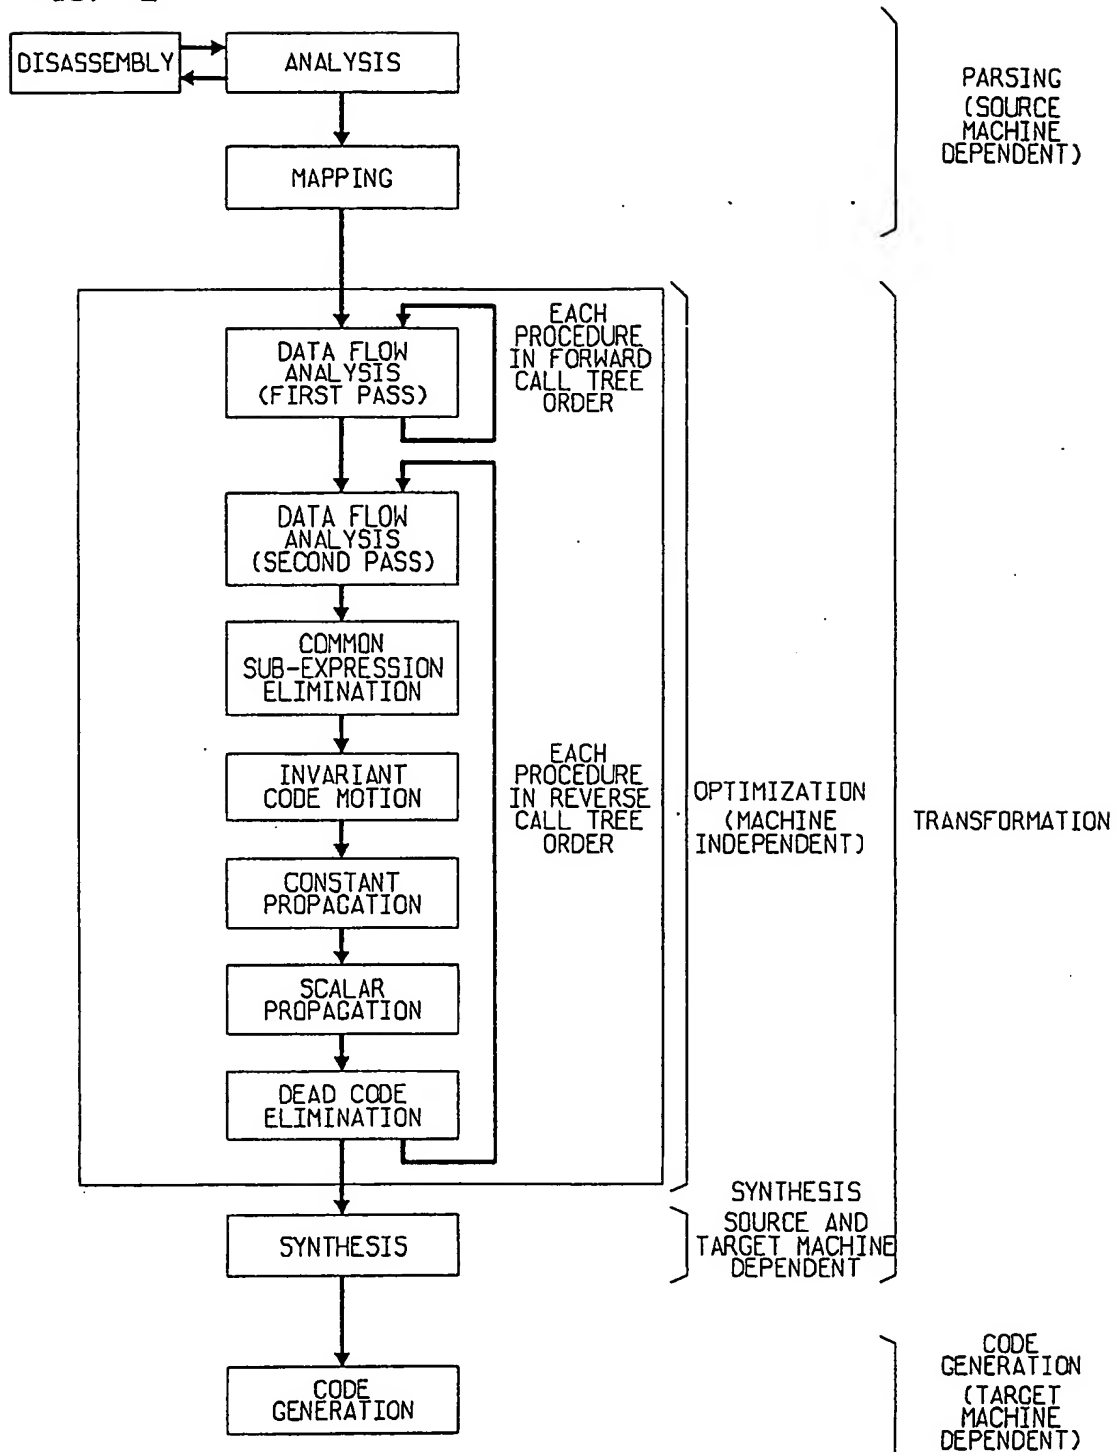 DISASSEMBLY
ANALYSIS
PARSING
(SOURCE
MACHINE
DEPENDENT)
MAPPING
DATA FLOW
ANALYSIS
(FIRST PASS)
EACH
PROCEDURE
IN FORWARD
CALL TREE
ORDER
DATA FLOW
ANALYSIS
(SECOND PASS)
COMMON
SUB-EXPRESSION
ELIMINATION
INVARIANT
CODE MOTION
EACH
PROCEDURE
IN REVERSE
CALL TREE
ORDER
OPTIMIZATION
(MACHINE
INDEPENDENT)
TRANSFORMATION
CONSTANT
PROPAGATION
SCALAR
PROPAGATION
DEAD CODE
ELIMINATION
SYNTHESIS
SYNTHESIS
SOURCE AND
TARGET MACHINE
DEPENDENT
CODE
GENERATION
CODE
GENERATION
(TARGET
MACHINE
DEPENDENT)